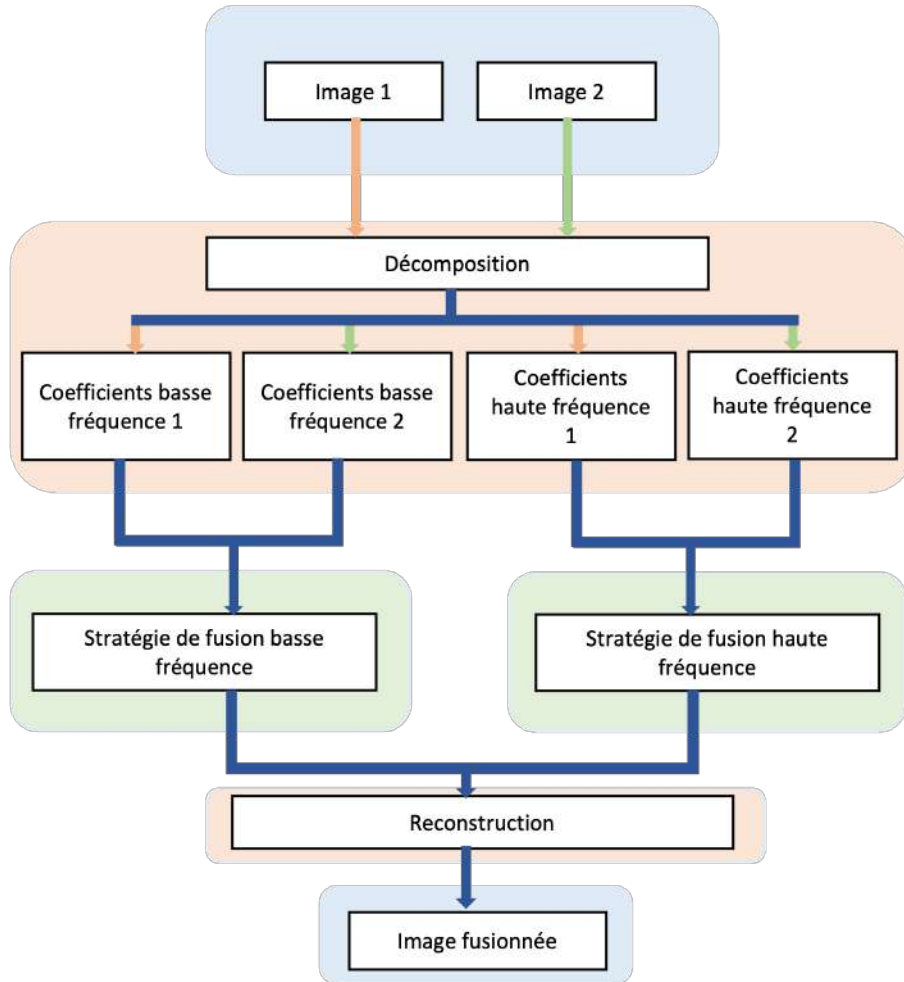 Image 1
Image 2
Décomposition
Coefficients basse
fréquence 1
Coefficients basse
fréquence 2
Coefficients
haute fréquence
1
Coefficients
haute fréquence
2
Stratégie de fusion basse
fréquence
Stratégie de fusion haute
fréquence
Reconstruction
Image fusionnée